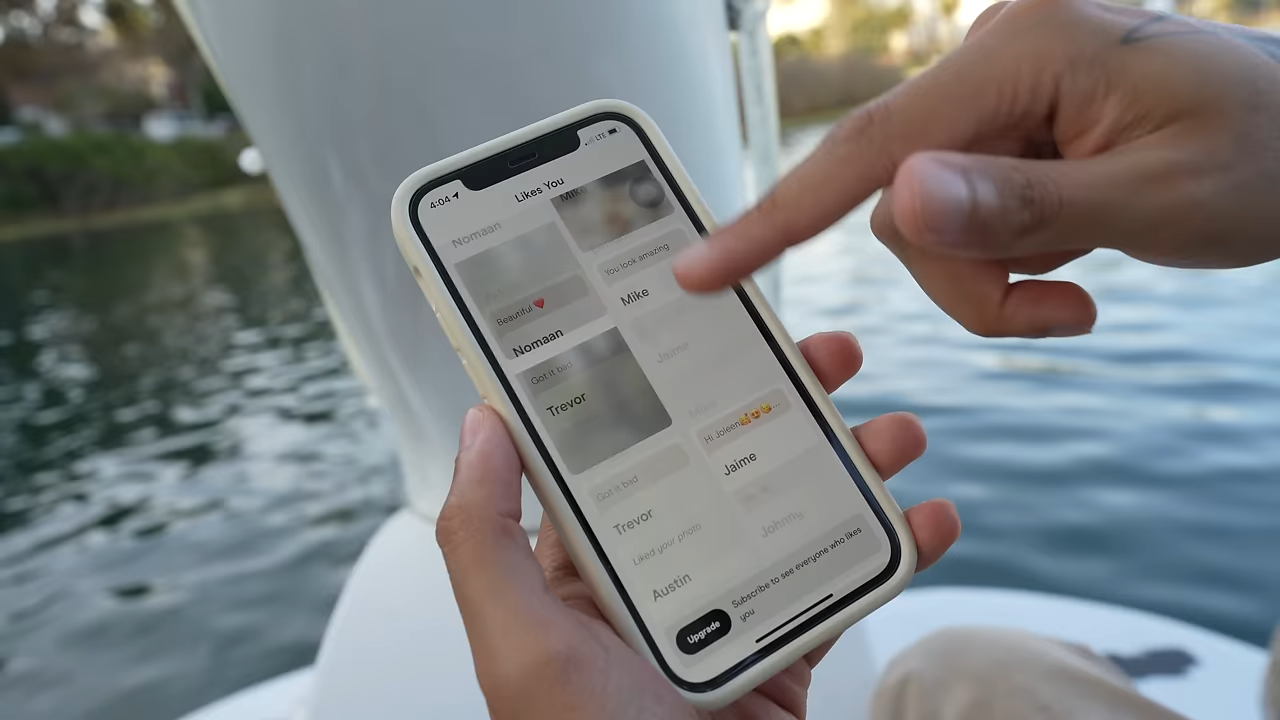 4:04
LTE
Likes You
Nomaan
Mike
Beautiful ❤️
Nomaan
You look amazing
Mike
Got it bad
Trevor
Jaime
Hi Joleen🥰😍😘...
Jaime
Got it bad
Trevor
Liked your photo
Austin
Johnny
Upgrade
Subscribe to see everyone who likes
you